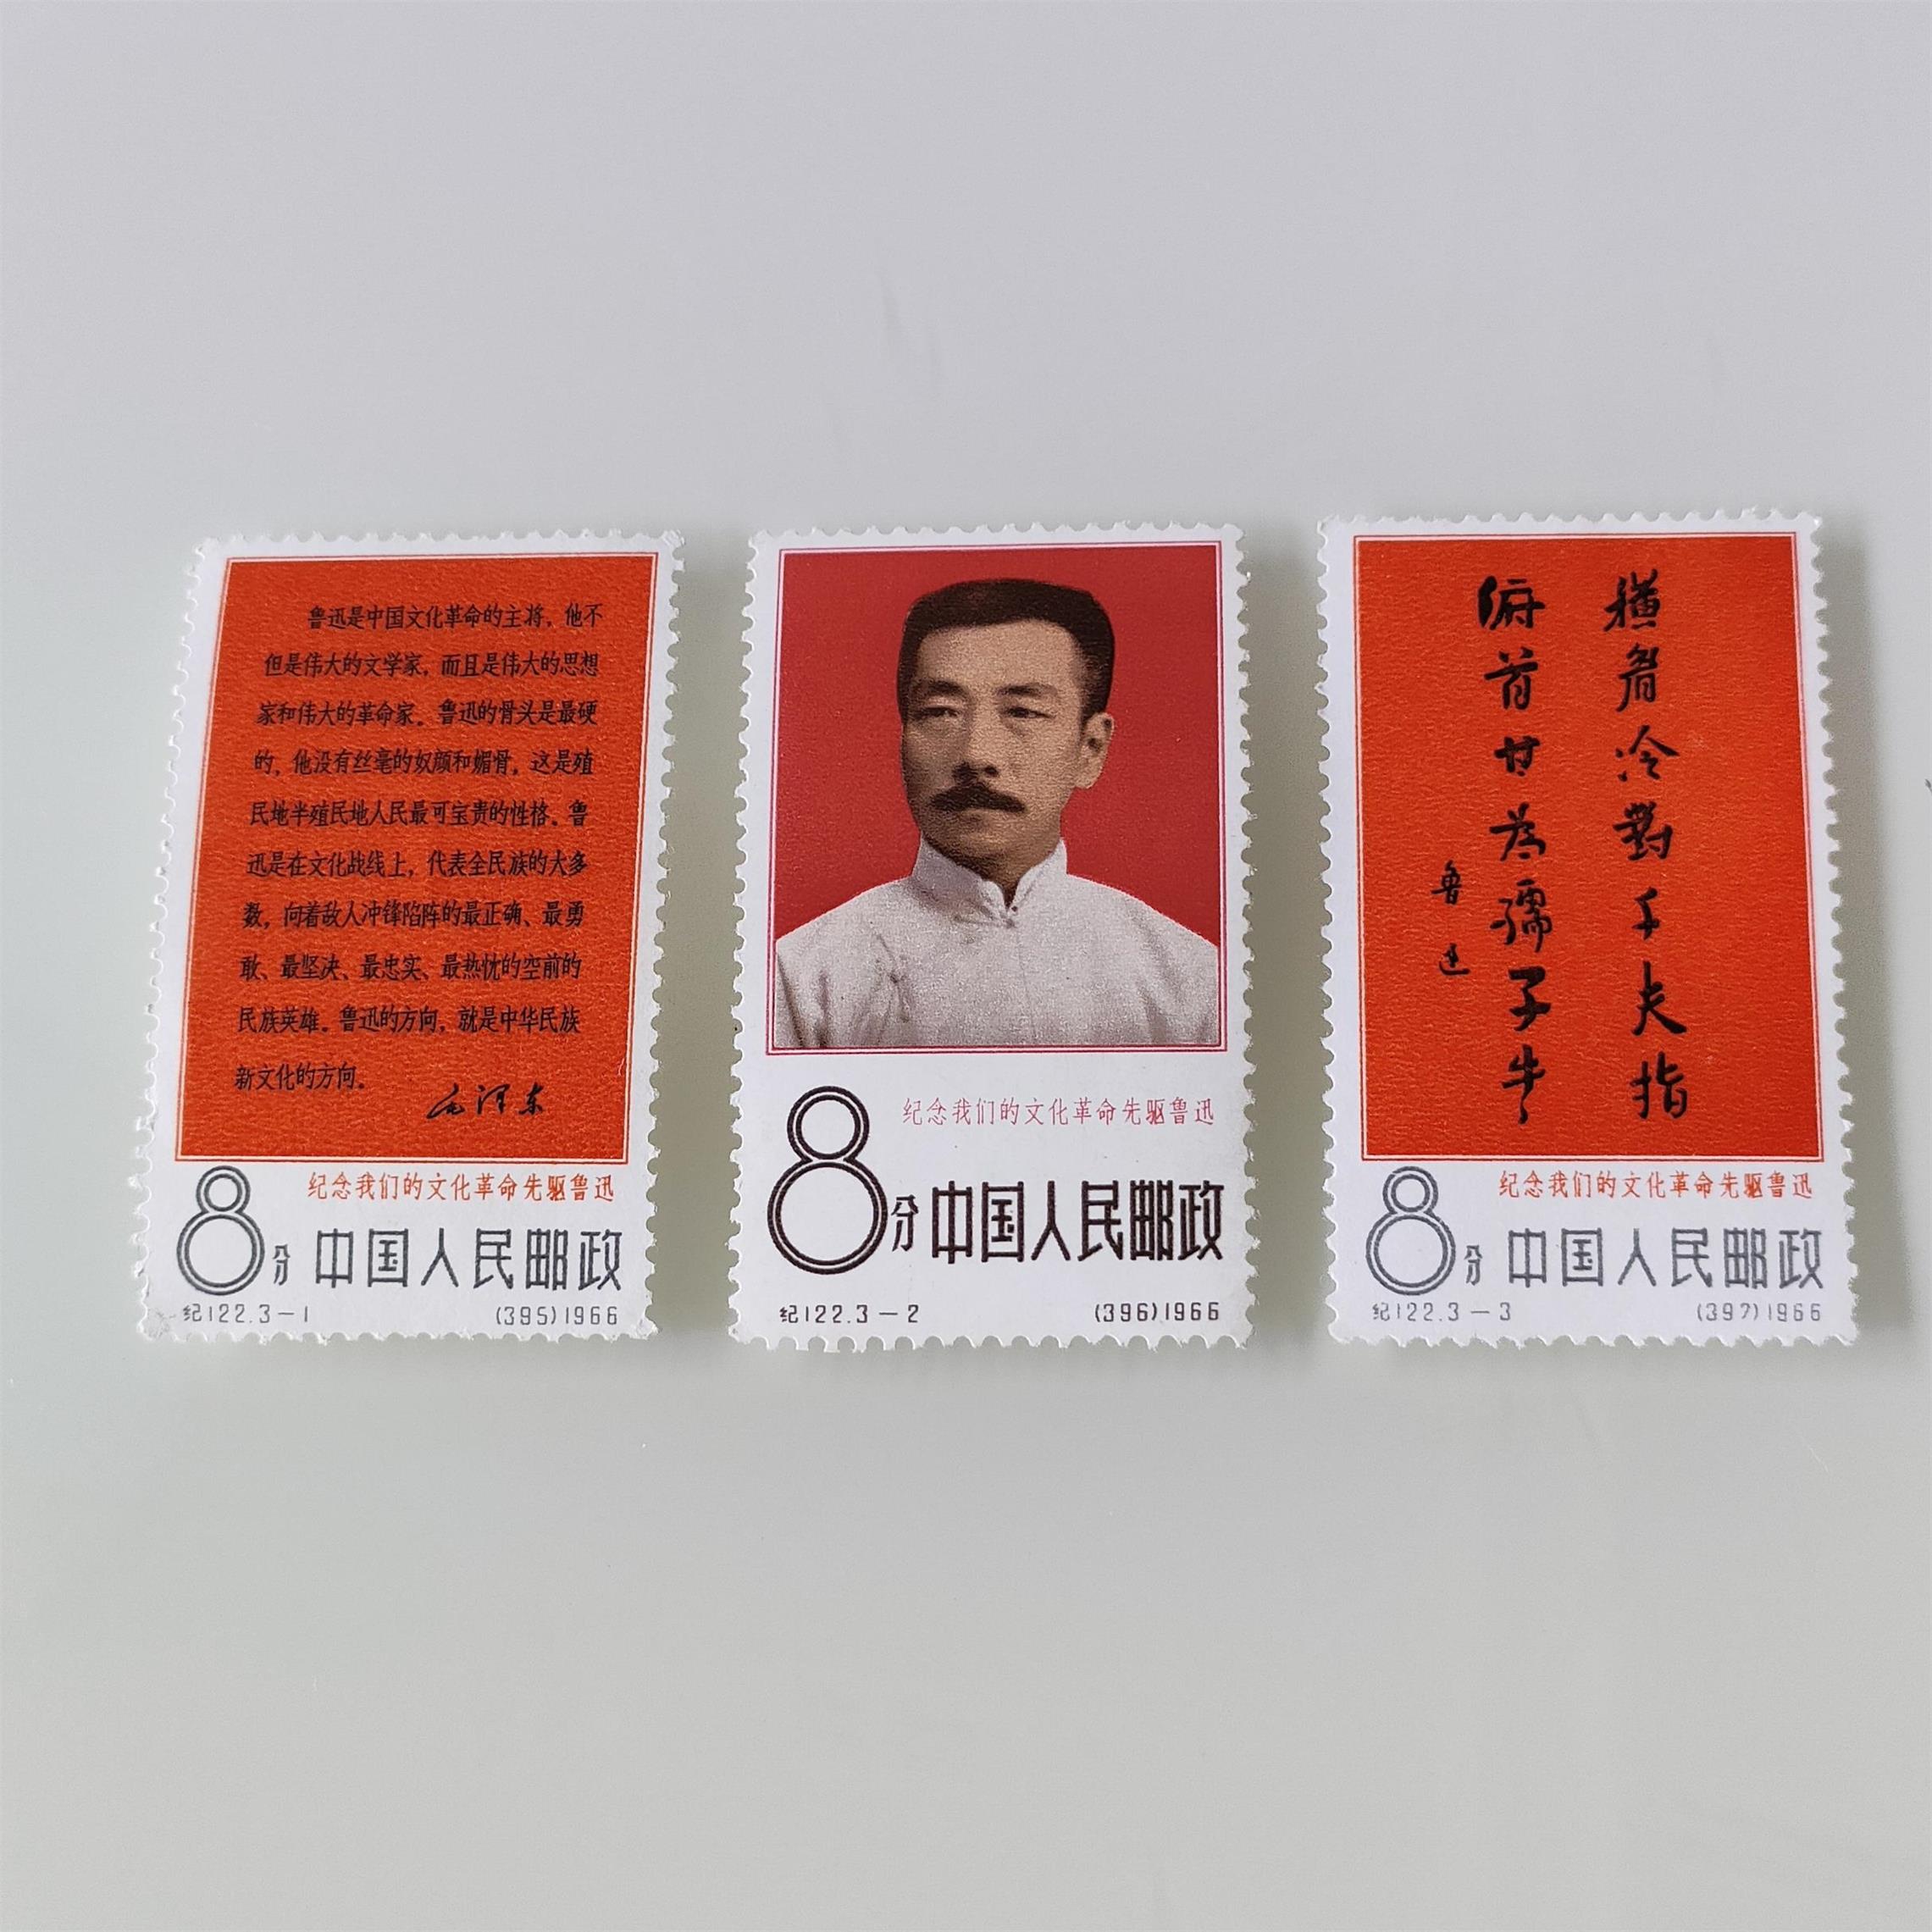 鲁迅是中国文化革命的主将，他不
但是伟大的文学家，而且是伟大的思想
家和伟大的革命家。鲁迅的骨头是最硬
的，他没有丝毫的奴颜和媚骨，这是殖
民地半殖民地人民最可宝贵的性格。鲁
迅是在文化战线上，代表全民族的大多
数，向着敌人冲锋陷阵的最正确、最勇
敢、最坚决、最忠实、最热忱的空前的
民族英雄。鲁迅的方向，就是中华民族
新文化的方向。
毛泽东
纪念我们的文化革命先驱鲁迅
8分 中国人民邮政
纪122.3-1 (395)1966
纪念我们的文化革命先驱鲁迅
8分 中国人民邮政
纪122.3-2 (396)1966
横眉冷對千夫指
俯首甘为孺子牛
鲁迅
纪念我们的文化革命先驱鲁迅
8分 中国人民邮政
纪122.3-3 (397)1966